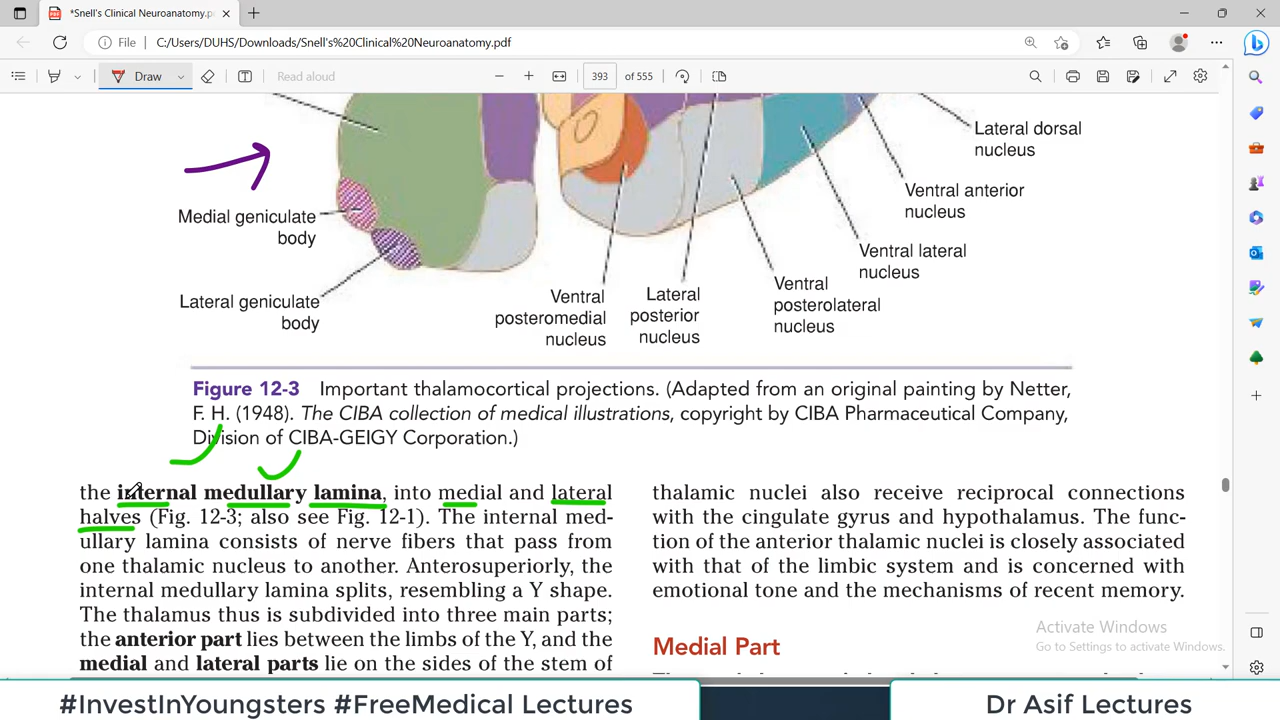 *Snell's Clinical Neuroanatomy.p
File
C:/Users/DUHS/Downloads/Snell's%20Clinical%20Neuroanatomy.pdf
Draw
Read aloud
393 of 555
Lateral dorsal
nucleus
Medial geniculate
body
Ventral anterior
nucleus
Ventral lateral
nucleus
Lateral geniculate
body
Ventral
posteromedial
nucleus
Lateral
posterior
nucleus
Ventral
posterolateral
nucleus
Figure 12-3 Important thalamocortical projections. (Adapted from an original painting by Netter,
F. H. (1948). The CIBA collection of medical illustrations, copyright by CIBA Pharmaceutical Company,
Division of CIBA-GEIGY Corporation.)
the internal medullary lamina, into medial and lateral
halves (Fig. 12-3; also see Fig. 12-1). The internal med-
ullary lamina consists of nerve fibers that pass from
one thalamic nucleus to another. Anterosuperiorly, the
internal medullary lamina splits, resembling a Y shape.
The thalamus thus is subdivided into three main parts;
the anterior part lies between the limbs of the Y, and the
medial and lateral parts lie on the sides of the stem of
thalamic nuclei also receive reciprocal connections
with the cingulate gyrus and hypothalamus. The func-
tion of the anterior thalamic nuclei is closely associated
with that of the limbic system and is concerned with
emotional tone and the mechanisms of recent memory.
Medial Part
Activate Windows
Go to Settings to activate Windows.
#InvestInYoungsters #FreeMedical Lectures
Dr Asif Lectures